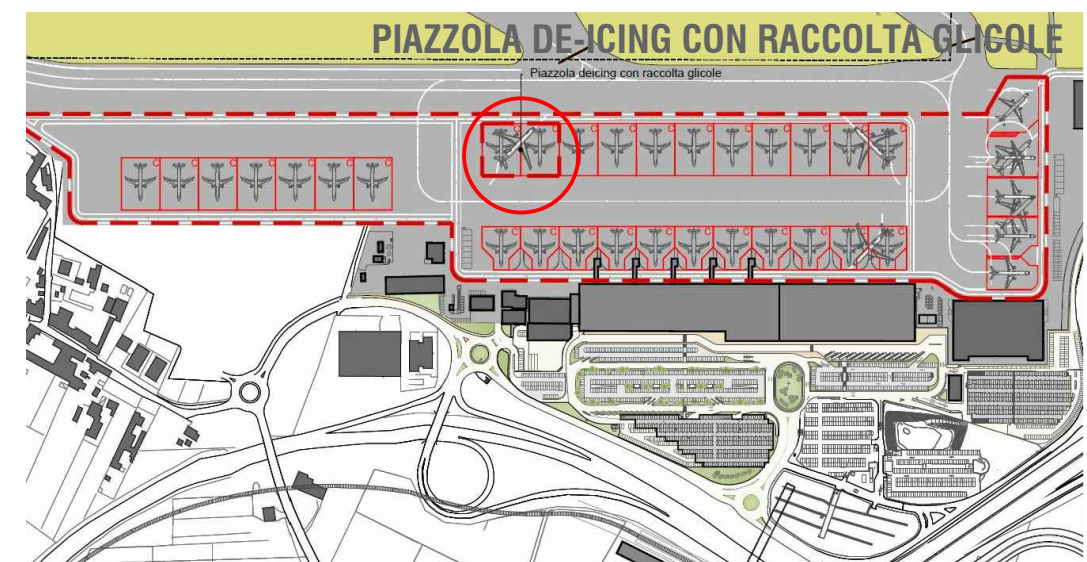 PIAZZOLA DE-ICING CON RACCOLTA GLICOLE
Piazzola deicing con raccolta glicole
C C C C C C C
C C C C C C C C C C C
C C C C C C C C C C C